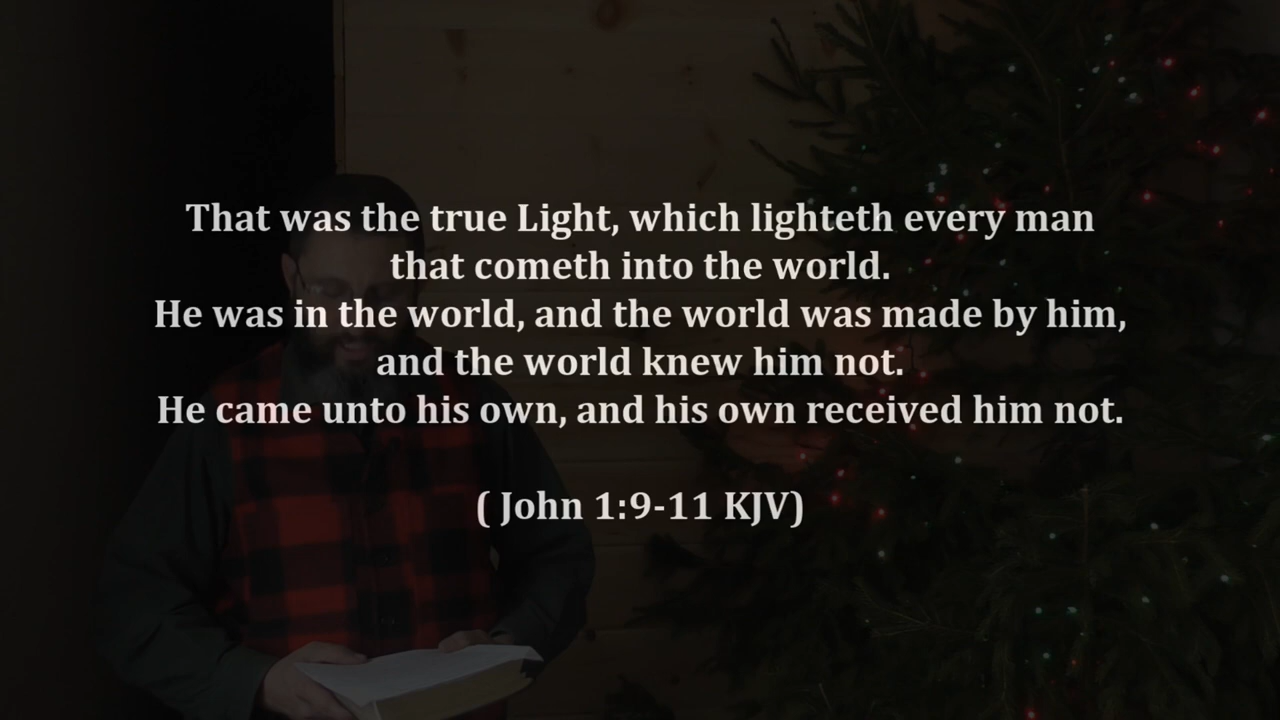 That was the true Light, which lighteth every man
that cometh into the world.
He was in the world, and the world was made by him,
and the world knew him not.
He came unto his own, and his own received him not.
( John 1:9-11 KJV)